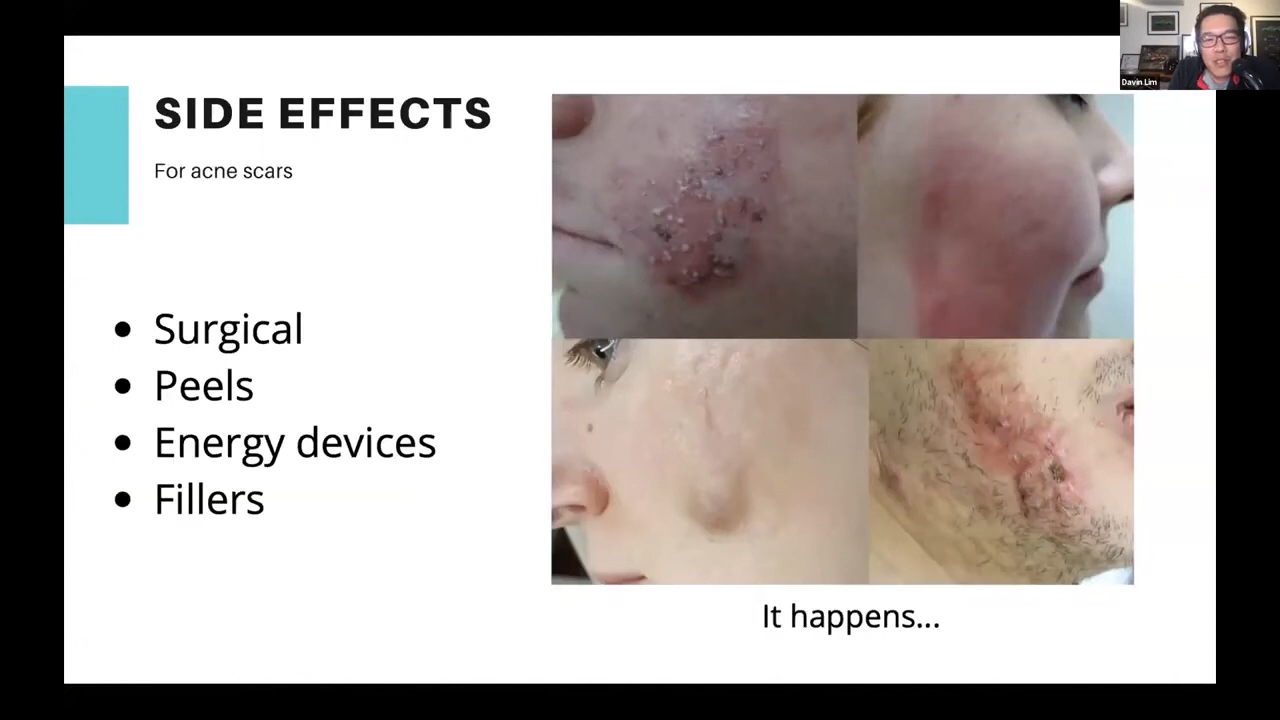 SIDE EFFECTS
For acne scars
Surgical
Peels
Energy devices
Fillers
It happens...
Davin Lim